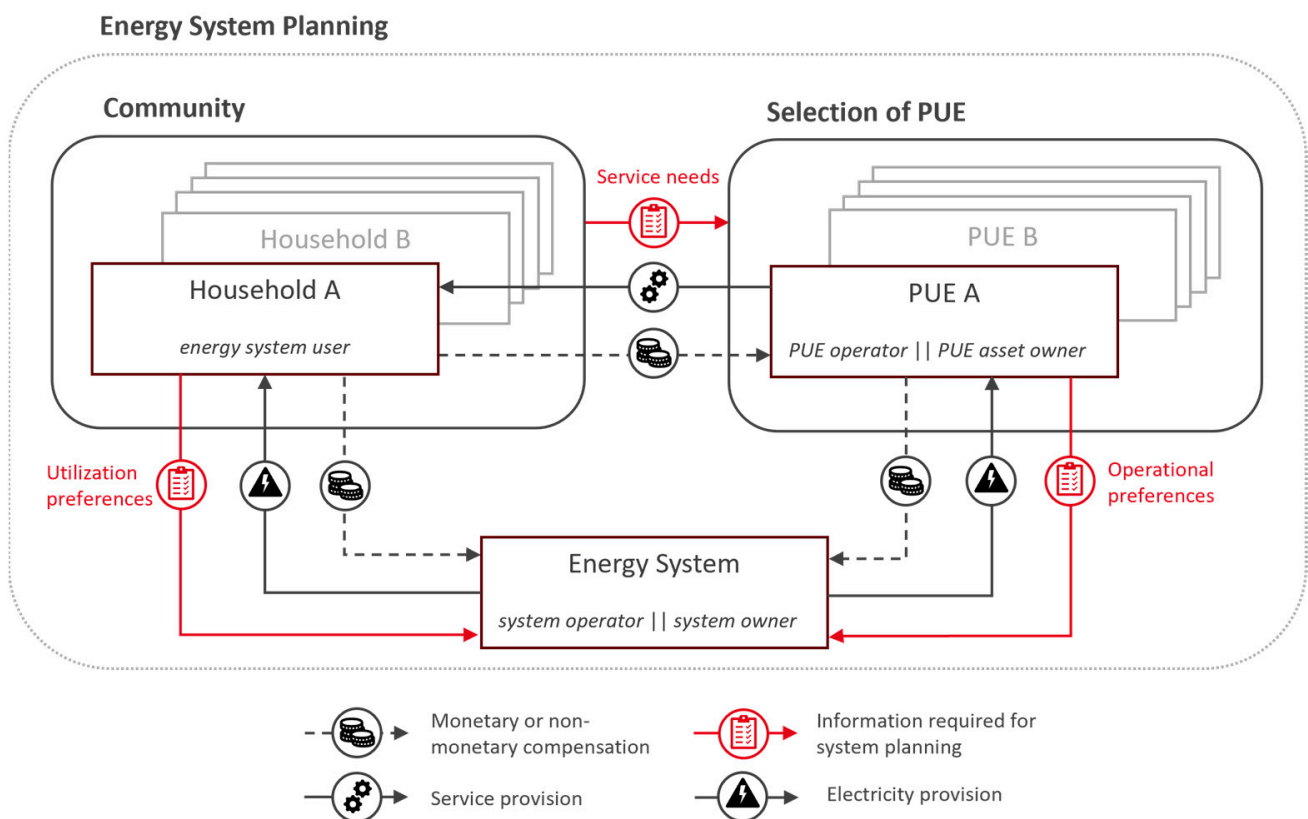 Energy System Planning
Community
Selection of PUE
Service needs
Household B
PUE B
Household A
energy system user
PUE A
PUE operator || PUE asset owner
Utilization
preferences
Operational
preferences
Energy System
system operator || system owner
Monetary or non-
monetary compensation
Information required for
system planning
Service provision
Electricity provision